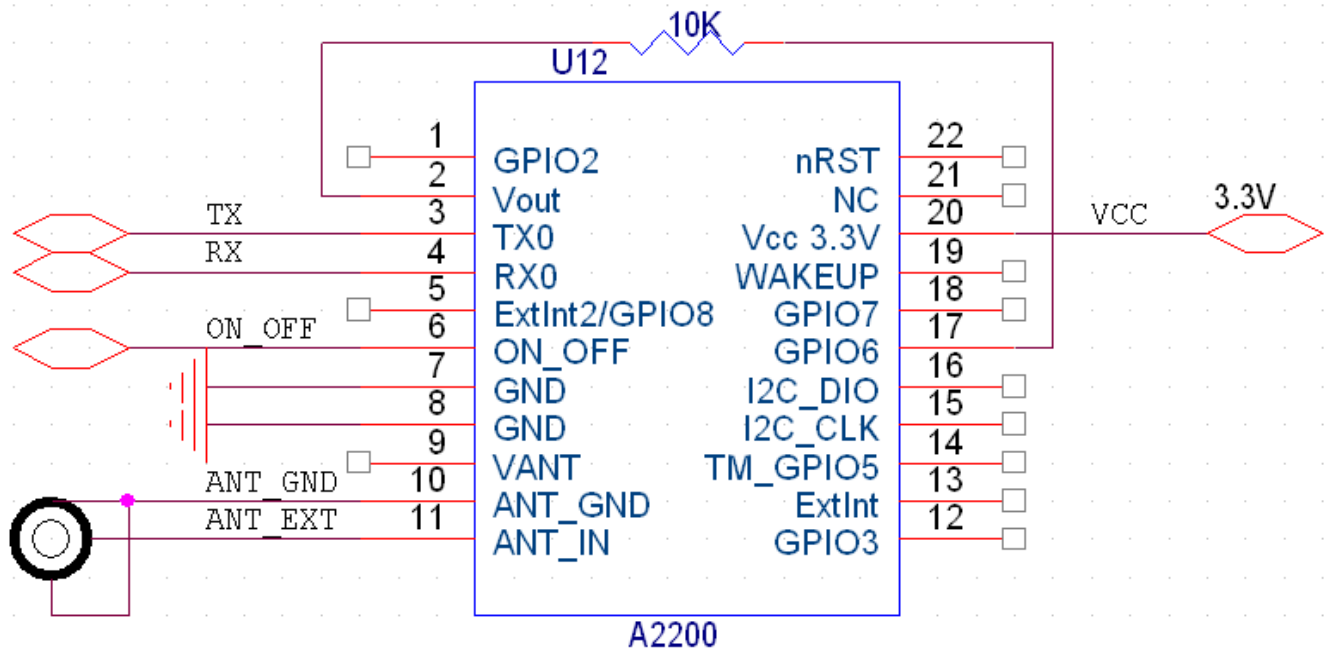 10K
U12
1
GPIO2
2
Vout
TX
3
TX0
RX
4
RX0
5
ExtInt2/GPIO8
ON_OFF
6
ON_OFF
7
GND
8
GND
9
VANT
ANT_GND
10
ANT_GND
ANT_EXT
11
ANT_IN
22
nRST
21
NC
20
Vcc 3.3V
VCC
3.3V
19
WAKEUP
18
GPIO7
17
GPIO6
16
I2C_DIO
15
I2C_CLK
14
TM_GPIO5
13
ExtInt
12
GPIO3
A2200